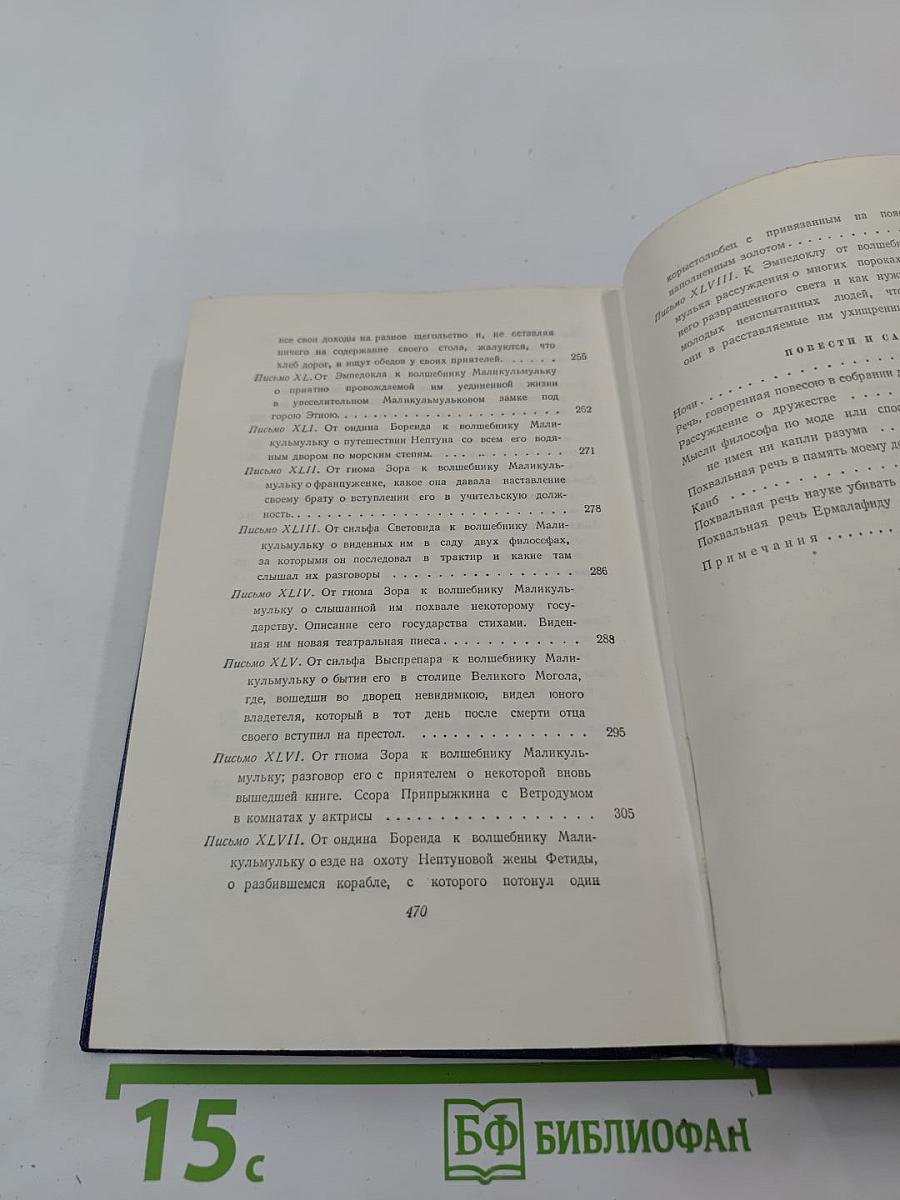 все свои доходы на разное щегольство и, не оставляя
ничего на содержание своего стола, жалуются, что
хлеб дорог, и ищут обедов у своих приятелей. . . . . . 255
Письмо XL. От Эмпедокла к волшебнику Маликульмульку
о приятно провождаемой им уединенной жизни
в увеселительном Маликульмульковом замке под
горою Этною. . . . . . . . . . . . . . . . . . 262
Письмо XLI. От ондина Бореида к волшебнику Мали-
кульмульку о путешествии Нептуна со всем его водя-
ным двором по морским степям. . . . . . . . . . . 271
Письмо XLII. От гнома Зора к волшебнику Маликуль-
мульку о француженке, какое она давала наставление
своему брату о вступлении его в учительскую долж-
ность. . . . . . . . . . . . . . . . . . . . . . 278
Письмо XLIII. От сильфа Световида к волшебнику Мали-
кульмульку о виденных им в саду двух философах,
за которыми он последовал в трактир и какие там
слышал их разговоры . . . . . . . . . . . . . . . . 286
Письмо XLIV. От гнома Зора к волшебнику Маликуль-
мульку о слышанной им похвале некоторому госу-
дарству. Описание сего государства стихами. Виден-
ная им новая театральная пиеса . . . . . . . . . . . . 288
Письмо XLV. От сильфа Выспрепара к волшебнику Мали-
кульмульку о бытии его в столице Великого Могола,
где, вошедши во дворец невидимкою, видел юного
владетеля, который в тот день после смерти отца
своего вступил на престол. . . . . . . . . . . . . . . 295
Письмо XLVI. От гнома Зора к волшебнику Маликуль-
мульку; разговор его с приятелем о некоторой вновь
вышедшей книге. Ссора Припрыжкина с Ветродумом
в комнатах у актрисы . . . . . . . . . . . . . . . . . 305
Письмо XLVII. От ондина Бореида к волшебнику Мали-
кульмульку о езде на охоту Нептуновой жены Фетиды,
о разбившемся корабле, с которого потонул один
470
корыстолюбец с привязанным на
наполненным золотом . . . . . . . . .
Письмо XLVIII. К Эмпедоклу от
мулька рассуждения о многих пороках
него развращенного света и как
молодых неиспытанных людей,
они в расставляемые им
ПОВЕСТИ И
Ночи . . . . . . . . . . . . . .
Речь, говоренная повесою в собрании
Рассуждение о дружестве . . . .
Мысли философа по моде или
не имея ни капли разума . .
Похвальная речь в память моему
Каиб . . . . . . . . . . . . .
Похвальная речь науке убивать
Похвальная речь Ермалафиду
Примечания . . . . . . .
15 с
БФ БИБЛИОФАН